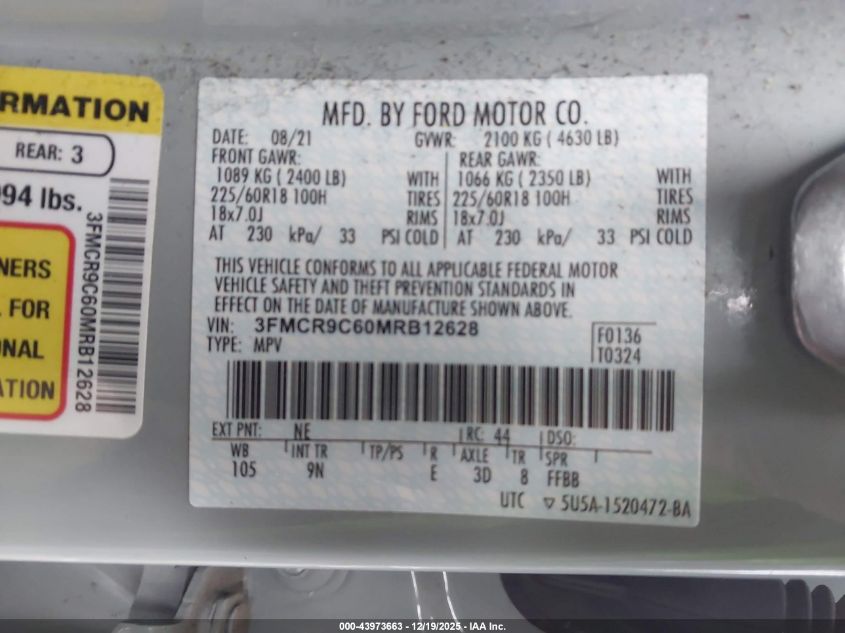 RMATION
REAR: 3
994 lbs.
3FMCR9C60MRB12628
NERS
FOR
ONAL
ATION
MFD. BY FORD MOTOR CO.
DATE: 08/21 GVWR: 2100 KG ( 4630 LB)
FRONT GAWR: REAR GAWR:
1089 KG ( 2400 LB) WITH 1066 KG ( 2350 LB) WITH
225/60R18 100H TIRES 225/60R18 100H TIRES
18x7.0J RIMS 18x7.0J RIMS
AT 230 kPa/ 33 PSI COLD AT 230 kPa/ 33 PSI COLD
THIS VEHICLE CONFORMS TO ALL APPLICABLE FEDERAL MOTOR
VEHICLE SAFETY AND THEFT PREVENTION STANDARDS IN
EFFECT ON THE DATE OF MANUFACTURE SHOWN ABOVE.
VIN: 3FMCR9C60MRB12628
TYPE: MPV
F0136
T0324
EXT PNT: NE RC: 44 DSO:
WB INT TR TP/PS R AXLE TR SPR
105 9N E 3D 8 FFBB
UTC ▽ 5U5A-1520472-BA
000-43973663 • 12/19/2025 • IAA Inc.